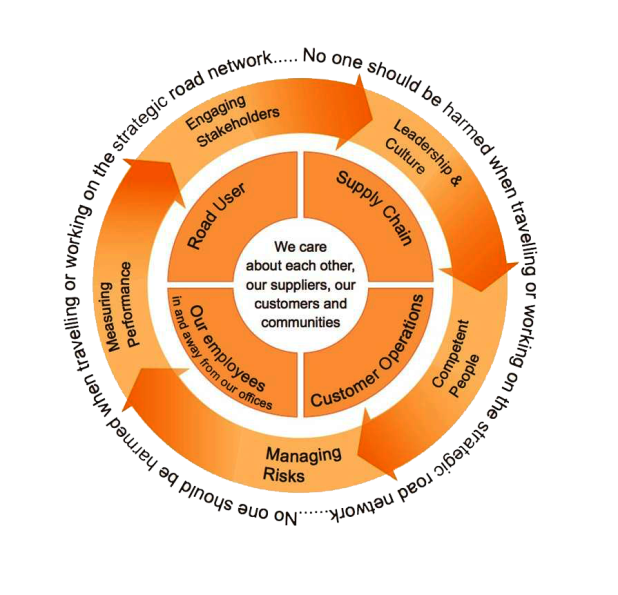 No one should be harmed when travelling or working on the strategic road network......No one should be harmed when travelling or working on the strategic road network.....
Engaging
Stakeholders
Leadership &
Culture
Competent
People
Managing
Risks
Measuring
Performance
Road User
Supply Chain
Customer Operations
Our employees
in and away from our offices
We care
about each other,
our suppliers, our
customers and
communities